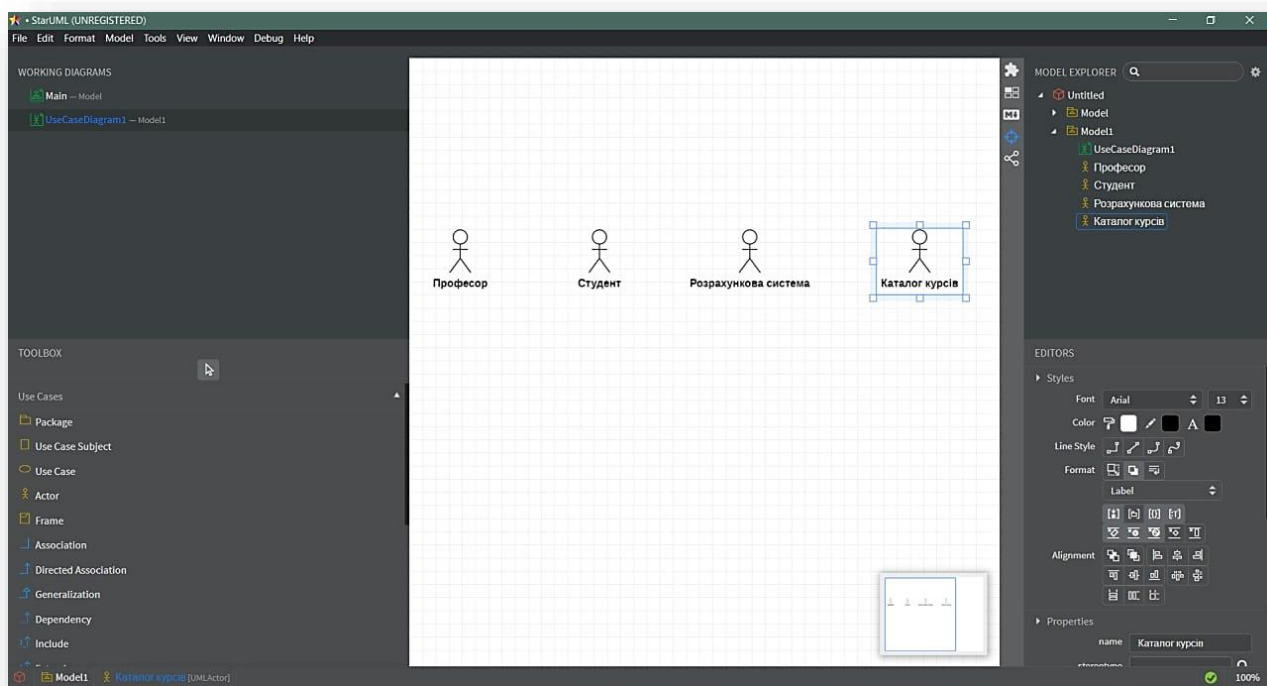 • StarUML (UNREGISTERED)
File Edit Format Model Tools View Window Debug Help
WORKING DIAGRAMS
Main — Model
UseCaseDiagram1 — Model1
TOOLBOX
Use Cases
Package
Use Case Subject
Use Case
Actor
Frame
Association
Directed Association
Generalization
Dependency
Include
Професор
Студент
Розрахункова система
Каталог курсів
MODEL EXPLORER
Untitled
Model
Model1
UseCaseDiagram1
Професор
Студент
Розрахункова система
Каталог курсів
EDITORS
Styles
Font Arial 13
Color A
Line Style
Format
Label
Alignment
Properties
name Каталог курсів
Model1 Каталог курсів [UMLActor] 100%